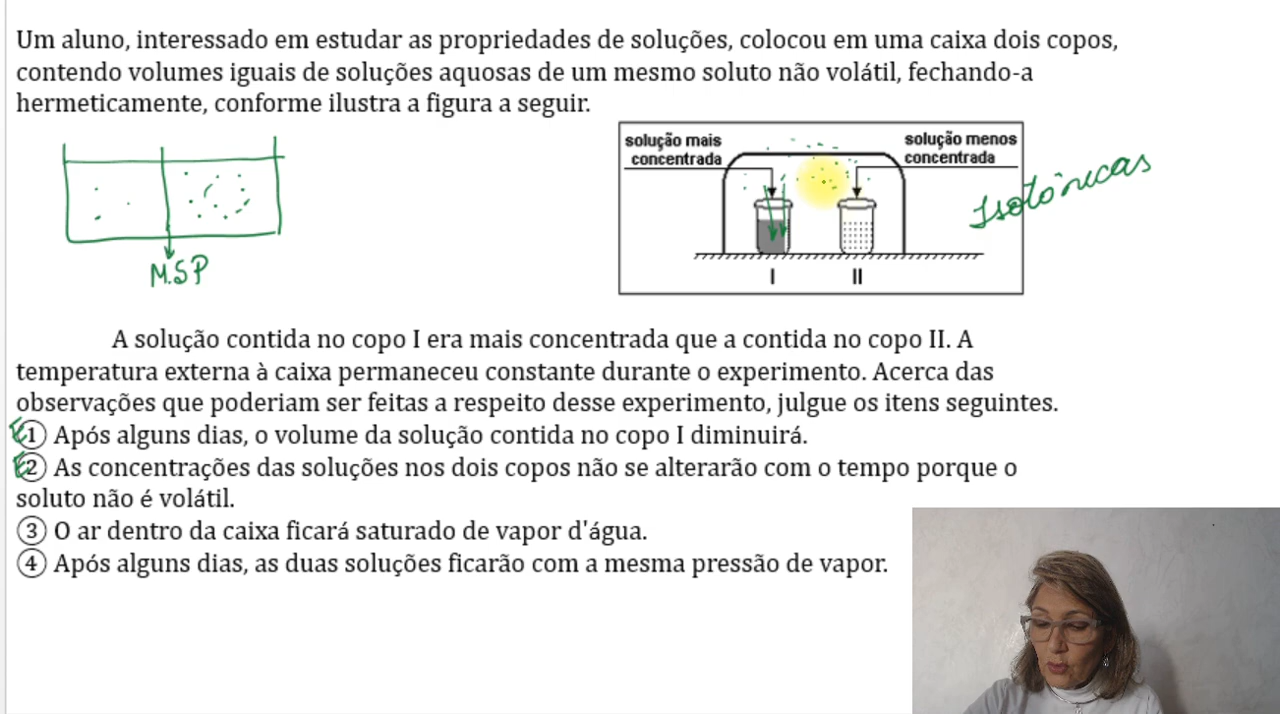 Um aluno, interessado em estudar as propriedades de soluções, colocou em uma caixa dois copos,
contendo volumes iguais de soluções aquosas de um mesmo soluto não volátil, fechando-a
hermeticamente, conforme ilustra a figura a seguir.
M.SP
solução mais
concentrada
solução menos
concentrada
I
II
Isotônicas
A solução contida no copo I era mais concentrada que a contida no copo II. A
temperatura externa à caixa permaneceu constante durante o experimento. Acerca das
observações que poderiam ser feitas a respeito desse experimento, julgue os itens seguintes.
E ① Após alguns dias, o volume da solução contida no copo I diminuirá.
E ② As concentrações das soluções nos dois copos não se alterarão com o tempo porque o
soluto não é volátil.
③ O ar dentro da caixa ficará saturado de vapor d'água.
④ Após alguns dias, as duas soluções ficarão com a mesma pressão de vapor.